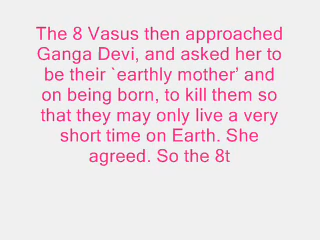 The 8 Vasus then approached
Ganga Devi, and asked her to
be their `earthly mother’ and
on being born, to kill them so
that they may only live a very
short time on Earth. She
agreed. So the 8t